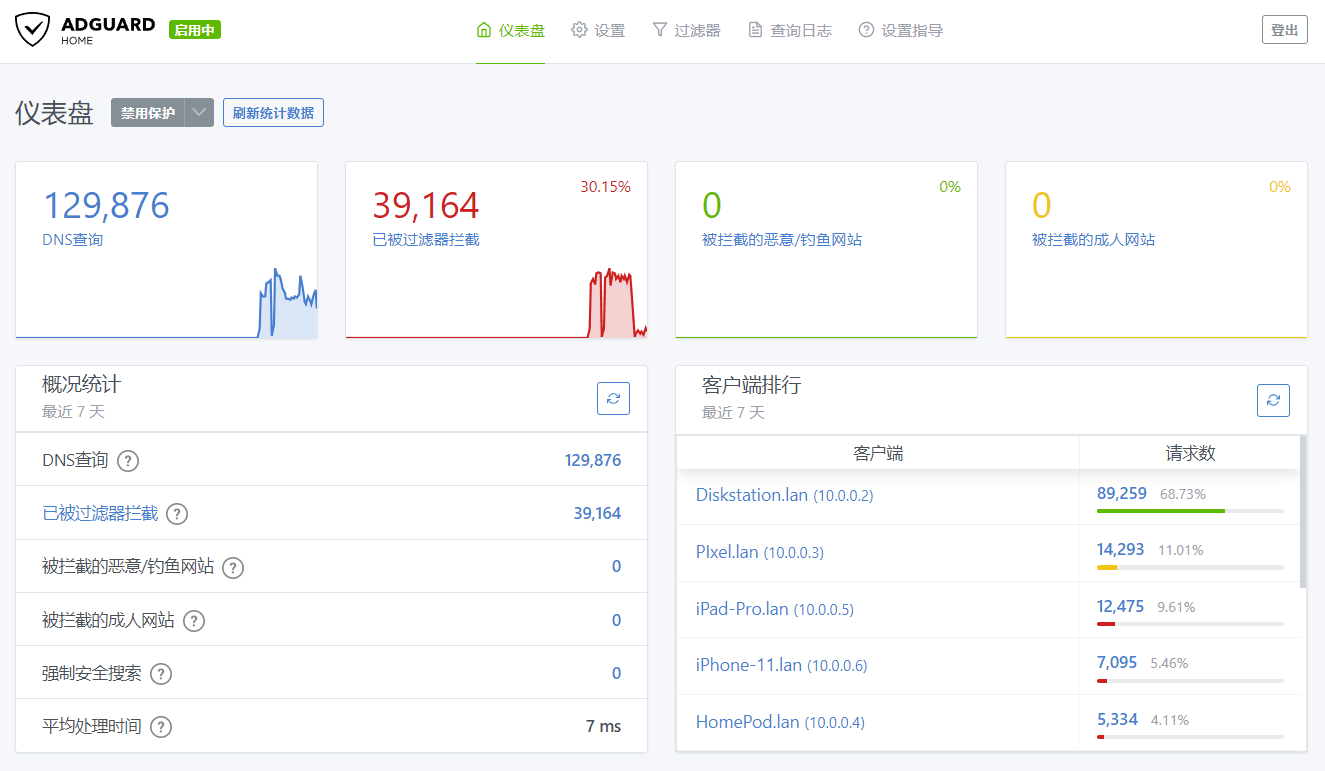 ADGUARD
HOME
启用中
仪表盘
设置
过滤器
查询日志
设置指导
登出
仪表盘
禁用保护
刷新统计数据
129,876
DNS查询
30.15%
39,164
已被过滤器拦截
0%
0
被拦截的恶意/钓鱼网站
0%
0
被拦截的成人网站
概况统计
最近 7 天
DNS查询 ? 129,876
已被过滤器拦截 ? 39,164
被拦截的恶意/钓鱼网站 ? 0
被拦截的成人网站 ? 0
强制安全搜索 ? 0
平均处理时间 ? 7 ms
客户端排行
最近 7 天
客户端 请求数
Diskstation.lan (10.0.0.2) 89,259 68.73%
PIxel.lan (10.0.0.3) 14,293 11.01%
iPad-Pro.lan (10.0.0.5) 12,475 9.61%
iPhone-11.lan (10.0.0.6) 7,095 5.46%
HomePod.lan (10.0.0.4) 5,334 4.11%